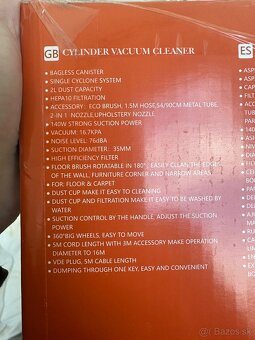 GB CYLINDER VACUUM CLEANER
• BAGLESS CANISTER
• SINGLE CYCLONE SYSTEM
• 2L DUST CAPACITY
• HEPA10 FILTRATION
• ACCESSORY: ECO BRUSH, 1.5M HOSE,54/90CM METAL TUBE,
2-IN 1 NOZZLE,UPHOLSTERY NOZZLE
• 140W STRONG SUCTION POWER
• VACUUM: 16.7KPA
• NOISE LEVEL: 76dBA
• SUCTION DIAMETER: 35MM
• HIGH EFFICIENCY FILTER
• FLOOR BRUSH ROTATABLE IN 180°, EASILY CLEAN THE EDGES
OF THE WALL, FURNITURE CORNER AND NARROW AREAS.
• FOR: FLOOR & CARPET
• DUST CUP MAKE IT EASY TO CLEANING
• DUST CUP AND FILTRATION MAKE IT EASY TO BE WASHED BY
WATER
• SUCTION CONTROL BY THE HANDLE, ADJUST THE SUCTION
POWER
• 360°BIG WHEELS, EASY TO MOVE
• 5M CORD LENGTH WITH 3M ACCESSORY MAKE OPERATION
DIAMETER TO 16M
• VDE PLUG, 5M CABLE LENGTH
• DUMPING THROUGH ONE KEY, EASY AND CONVENIENT
ES
bazos.sk